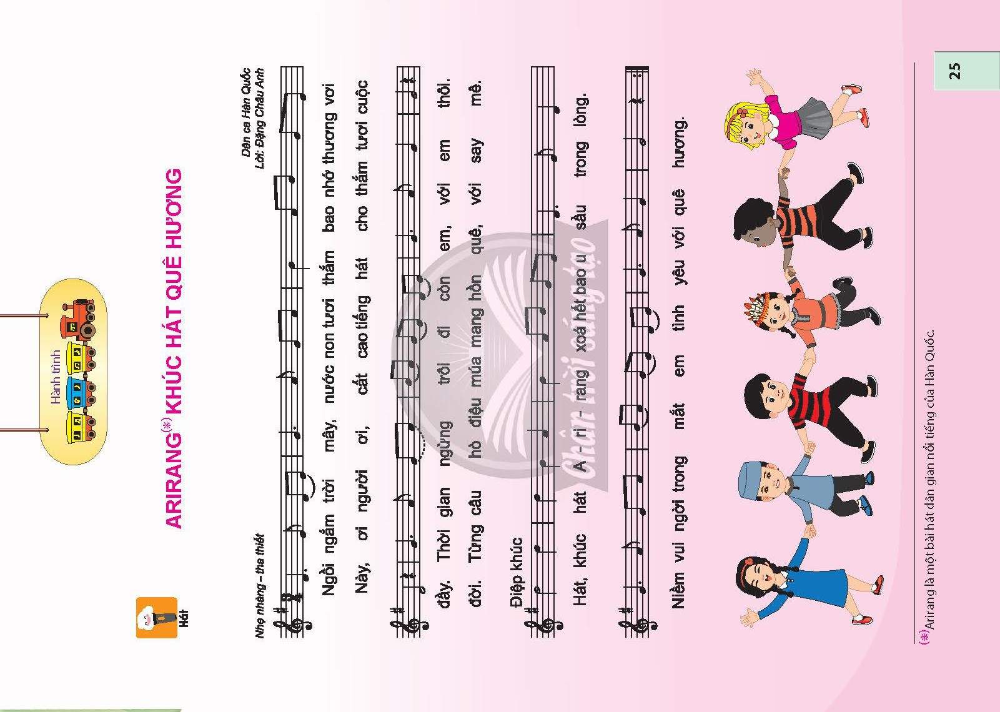 Hành trình
Hát
ARIRANG(*) KHÚC HÁT QUÊ HƯƠNG
Dân ca Hàn Quốc
Lời: Đặng Châu Anh
Nhẹ nhàng – tha thiết
3
4
Ngồi ngắm trời mây, nước non tươi thắm bao nhớ thương vơi
Này, ơi người ơi, cất cao tiếng hát cho thắm tươi cuộc
đầy. Thời gian ngừng trôi đi còn em, với em thôi.
đời. Từng câu hò điệu múa mang hồn quê, với say mê.
Điệp khúc
Hát, khúc hát A - ri - rang xoá hết bao u sầu trong lòng.
Niềm vui ngời trong mắt em tình yêu với quê hương.
Chân trời sáng tạo
(*)Arirang là một bài hát dân gian nổi tiếng của Hàn Quốc.
25